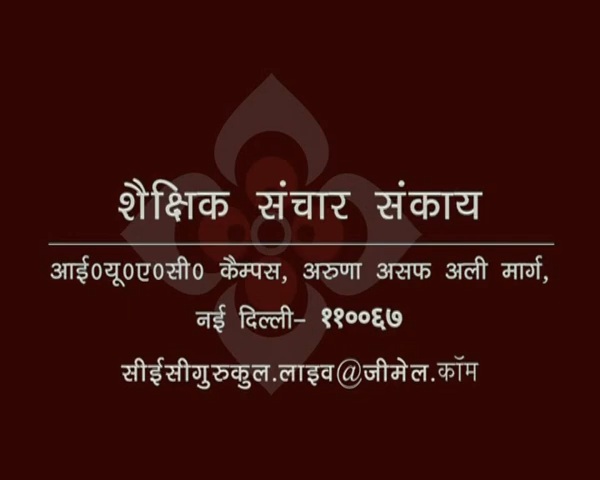 शैक्षिक संचार संकाय
आई०यू०ए०सी० कैम्पस, अरुणा असफ अली मार्ग,
नई दिल्ली- ११००६७
सीईसीगुरुकुल.लाइव@जीमेल.कॉम